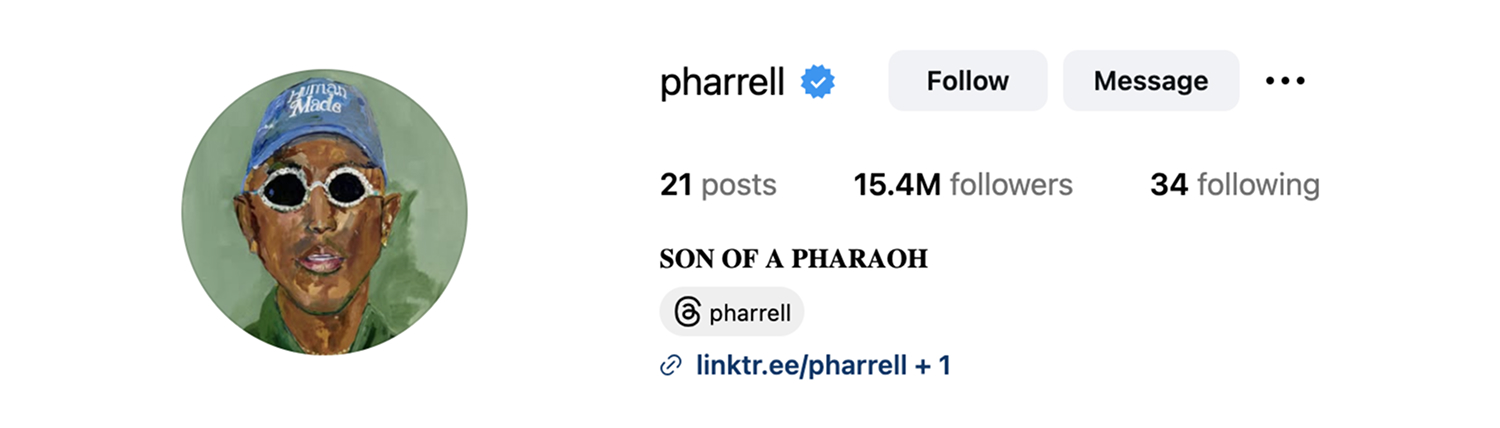 Human
Made
pharrell Follow Message
21 posts 15.4M followers 34 following
SON OF A PHARAOH
pharrell
linktr.ee/pharrell + 1